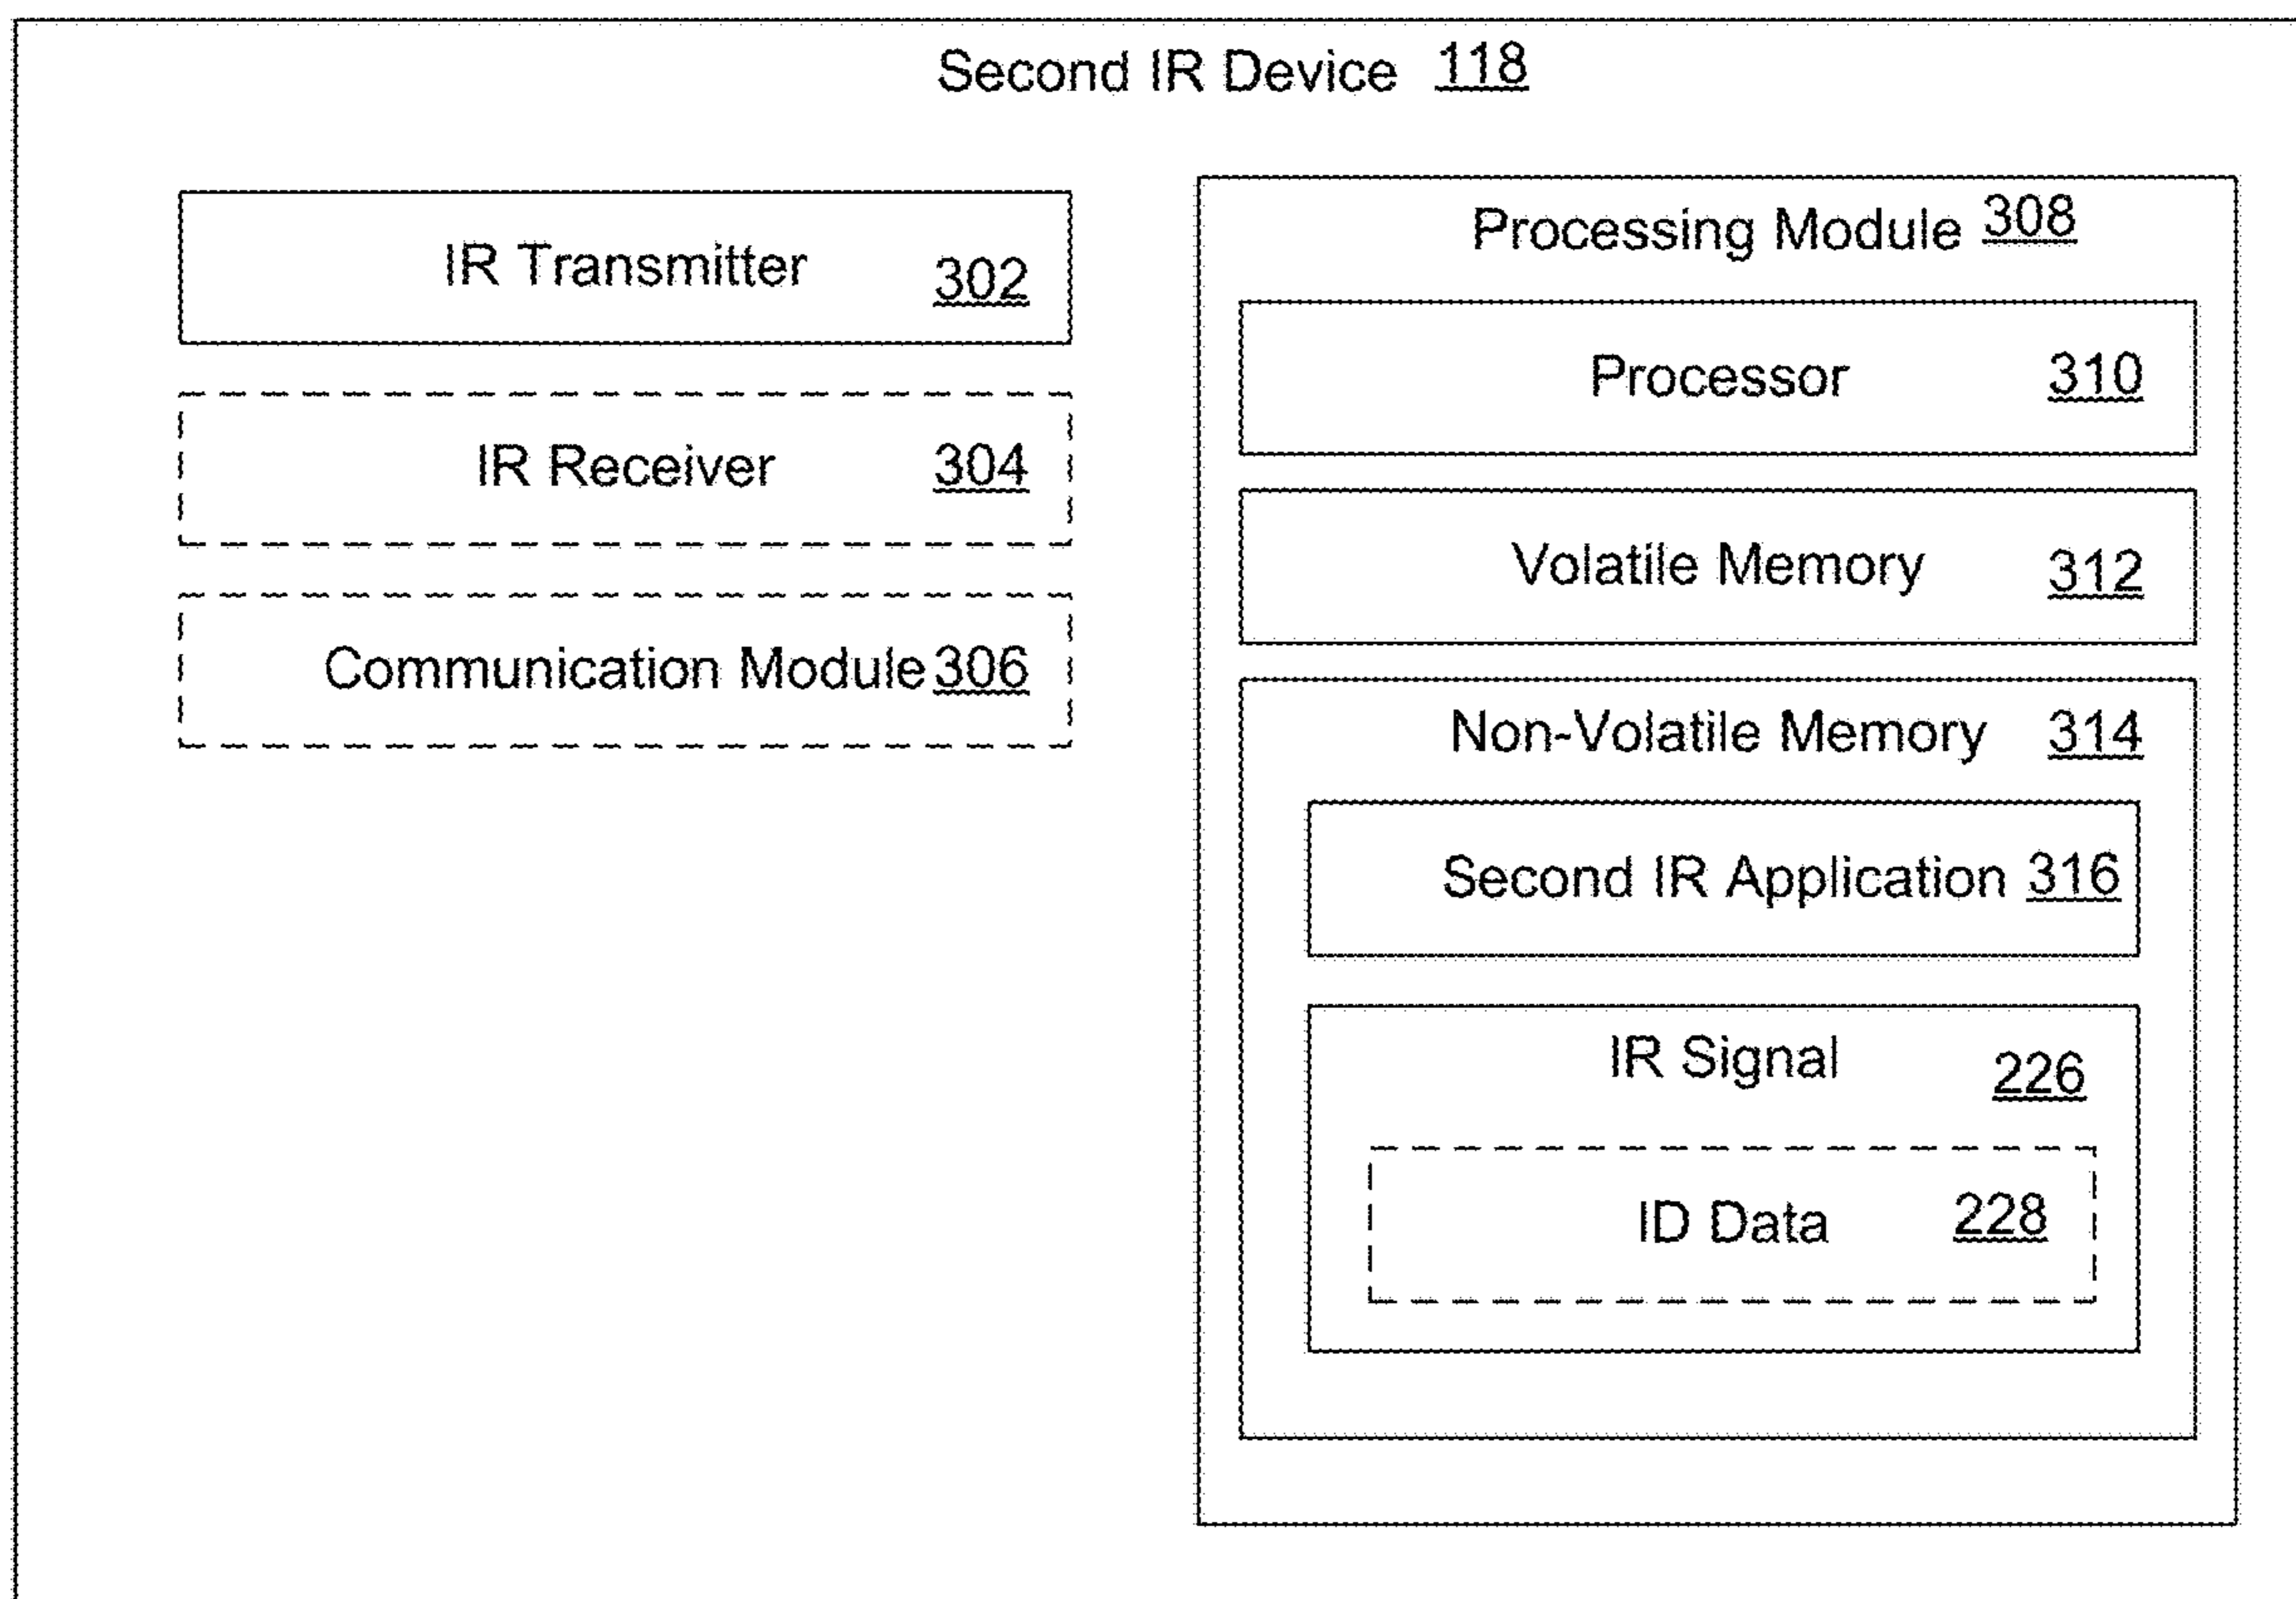 Second IR Device 118
IR Transmitter 302
IR Receiver 304
Communication Module 306
Processing Module 308
Processor 310
Volatile Memory 312
Non-Volatile Memory 314
Second IR Application 316
IR Signal 226
ID Data 228